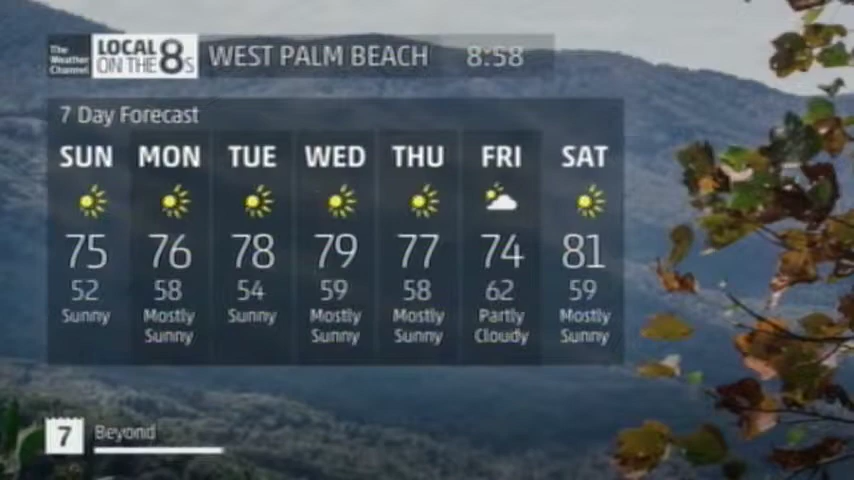 The Weather Channel
LOCAL ON THE 8s
WEST PALM BEACH 8:58
7 Day Forecast
SUN MON TUE WED THU FRI SAT
75 76 78 79 77 74 81
52 58 54 59 58 62 59
Sunny Mostly Sunny Sunny Mostly Sunny Mostly Sunny Partly Cloudy Mostly Sunny
7 Beyond